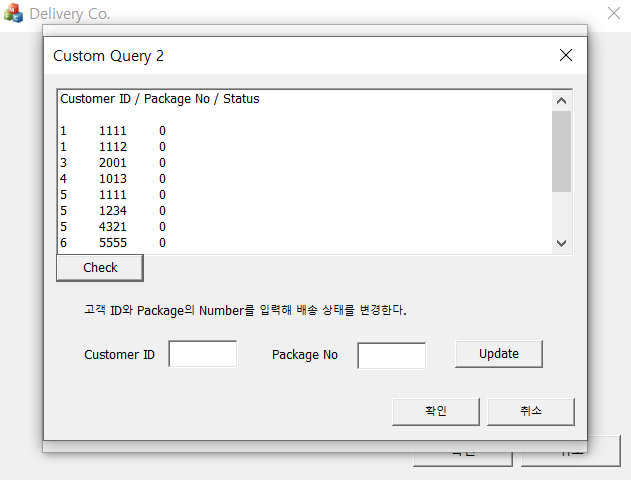 Delivery Co.
Custom Query 2
Customer ID / Package No / Status
1 1111 0
1 1112 0
3 2001 0
4 1013 0
5 1111 0
5 1234 0
5 4321 0
6 5555 0
Check
고객 ID와 Package의 Number를 입력해 배송 상태를 변경한다.
Customer ID Package No Update
확인 취소